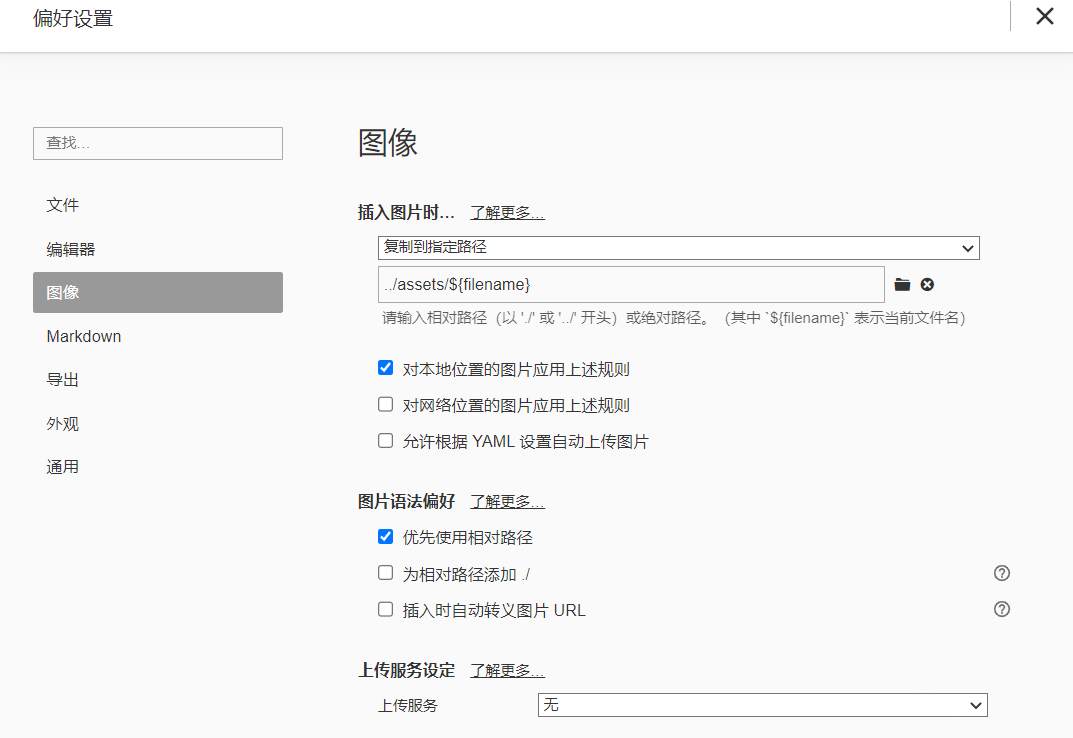 偏好设置
查找...
文件
编辑器
图像
Markdown
导出
外观
通用
图像
插入图片时... 了解更多...
复制到指定路径
../assets/${filename}
请输入相对路径（以 './' 或 '../' 开头）或绝对路径。（其中 `${filename}` 表示当前文件名）
对本地位置的图片应用上述规则
对网络位置的图片应用上述规则
允许根据 YAML 设置自动上传图片
图片语法偏好 了解更多...
优先使用相对路径
为相对路径添加 ./
插入时自动转义图片 URL
上传服务设定 了解更多...
上传服务 无